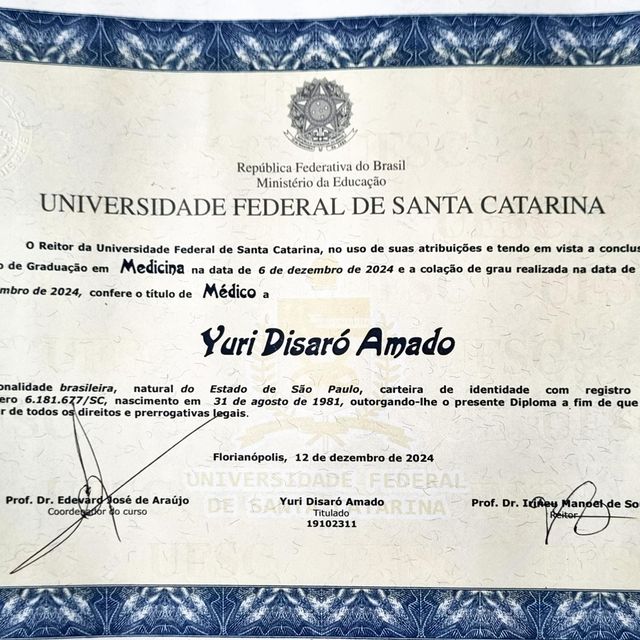 República Federativa do Brasil
Ministério da Educação
UNIVERSIDADE FEDERAL DE SANTA CATARINA
O Reitor da Universidade Federal de Santa Catarina, no uso de suas atribuições e tendo em vista a conclus
o de Graduação em Medicina na data de 6 de dezembro de 2024 e a colação de grau realizada na data de
mbro de 2024, confere o título de Médico a
Yuri Disaró Amado
onalidade brasileira, natural do Estado de São Paulo, carteira de identidade com registro
ero 6.181.677/SC, nascimento em 31 de agosto de 1981, outorgando-lhe o presente Diploma a fim de que
r de todos os direitos e prerrogativas legais.
Florianópolis, 12 de dezembro de 2024
UNIVERSIDADE FEDERAL
DE SANTA CATARINA
Prof. Dr. Edevard José de Araújo
Coordenador do curso
Yuri Disaró Amado
Titulado
19102311
Prof. Dr. Irineu Manoel de So
Reitor